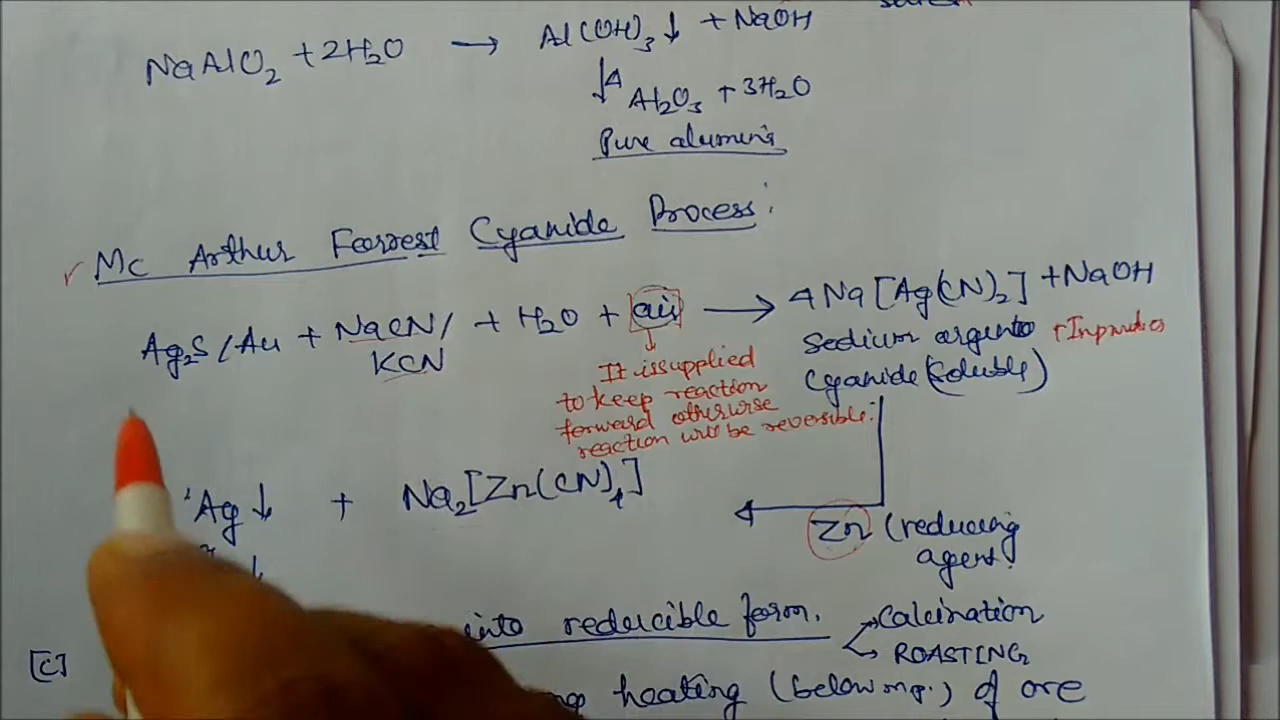 NaAlO2 + 2H2O → Al(OH)3↓ + NaOH
↓Δ Al2O3 + 3H2O
Pure alumina
Mc Arthur Forrest Cyanide Process:
Ag2S/Au + NaCN/ + H2O + air → 4Na[Ag(CN)2] + NaOH
KCN
Sodium argento + Impurities
Cyanide (Soluble)
It is supplied
to keep reaction
forward otherwise
reaction will be reversible.
Ag↓ + Na2[Zn(CN)4]
Zn (reducing
agent)
into reducible form.
Calcination
ROASTING
[C]
heating (below mp.) of ore